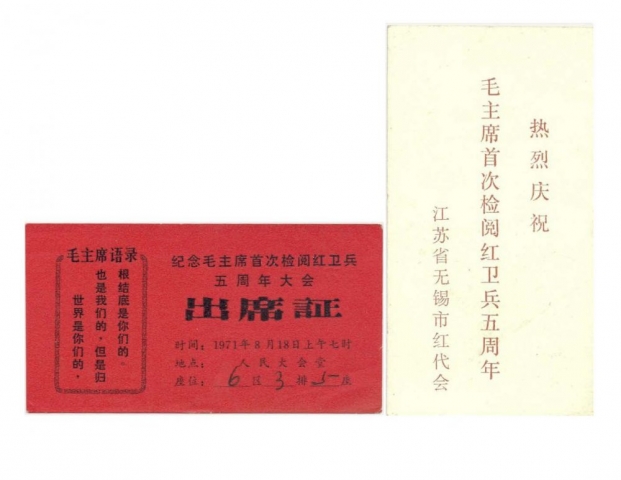 毛主席语录
世界是你们的，
也是我们的，但是归
根结底是你们的。
纪念毛主席首次检阅红卫兵
五周年大会
出席証
时间：1971年8月18日上午七时
地点：人民大会堂
座位：6区3排5座
热烈庆祝
毛主席首次检阅红卫兵五周年
江苏省无锡市红代会